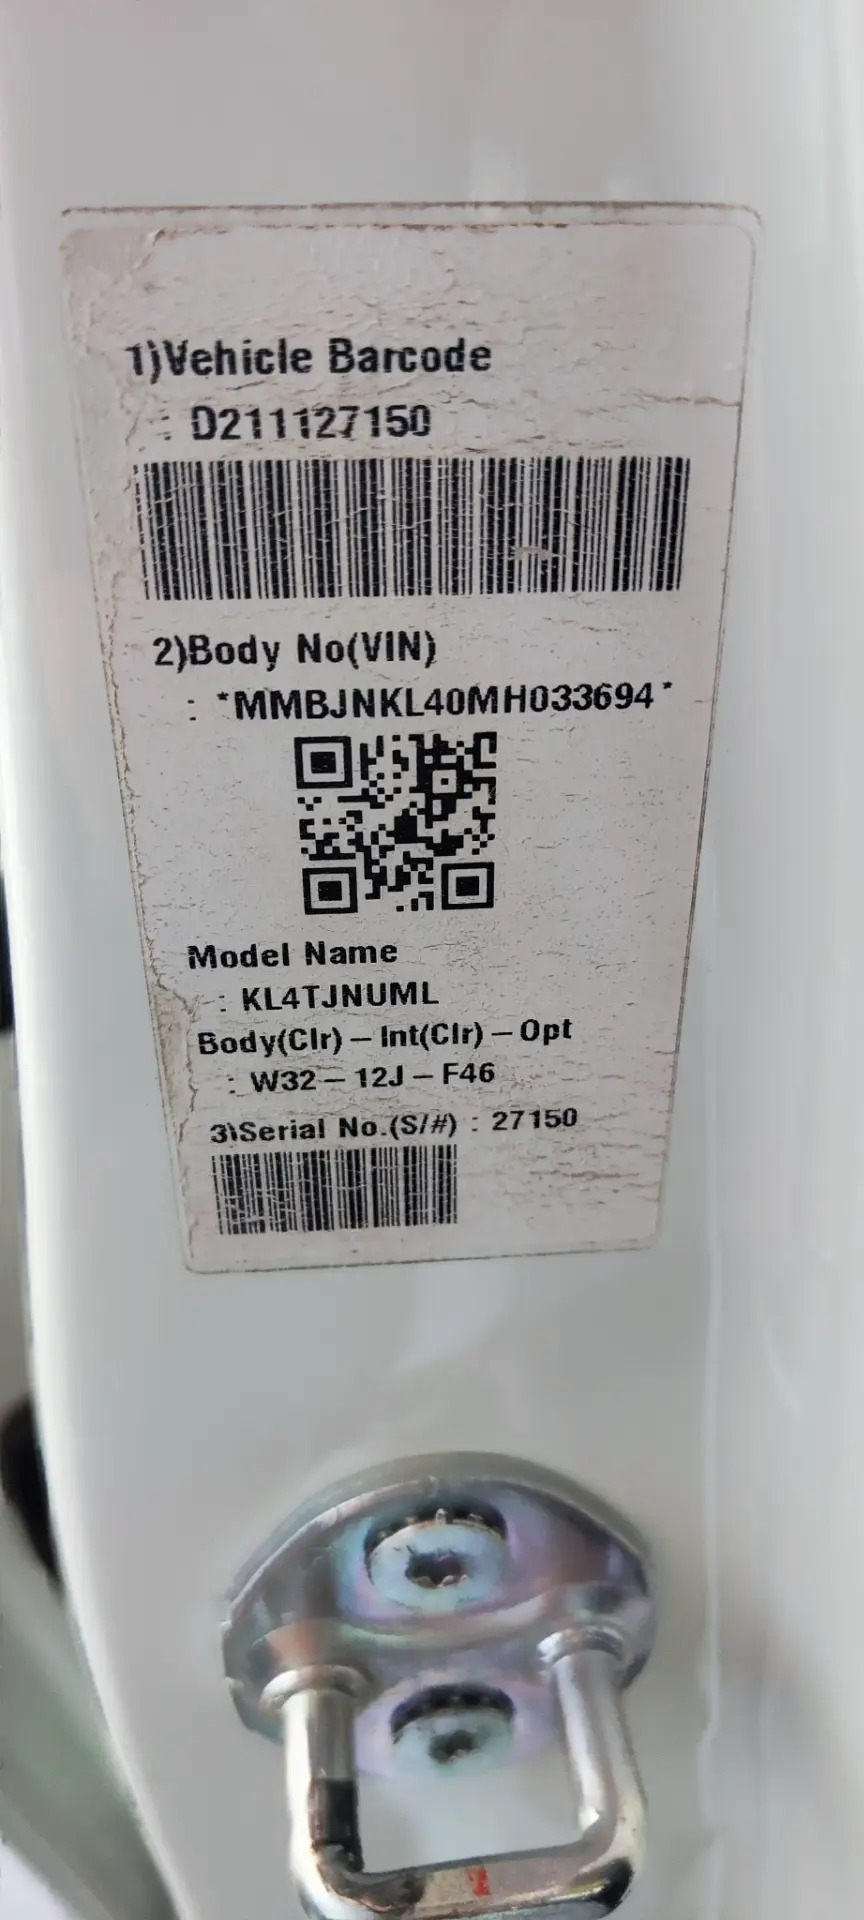 1)Vehicle Barcode
: D211127150
2)Body No(VIN)
: *MMBJNKL40MH033694*
Model Name
: KL4TJNUML
Body(Clr) – Int(Clr) – Opt
: W32 – 12J – F46
3)Serial No.(S/#) : 27150